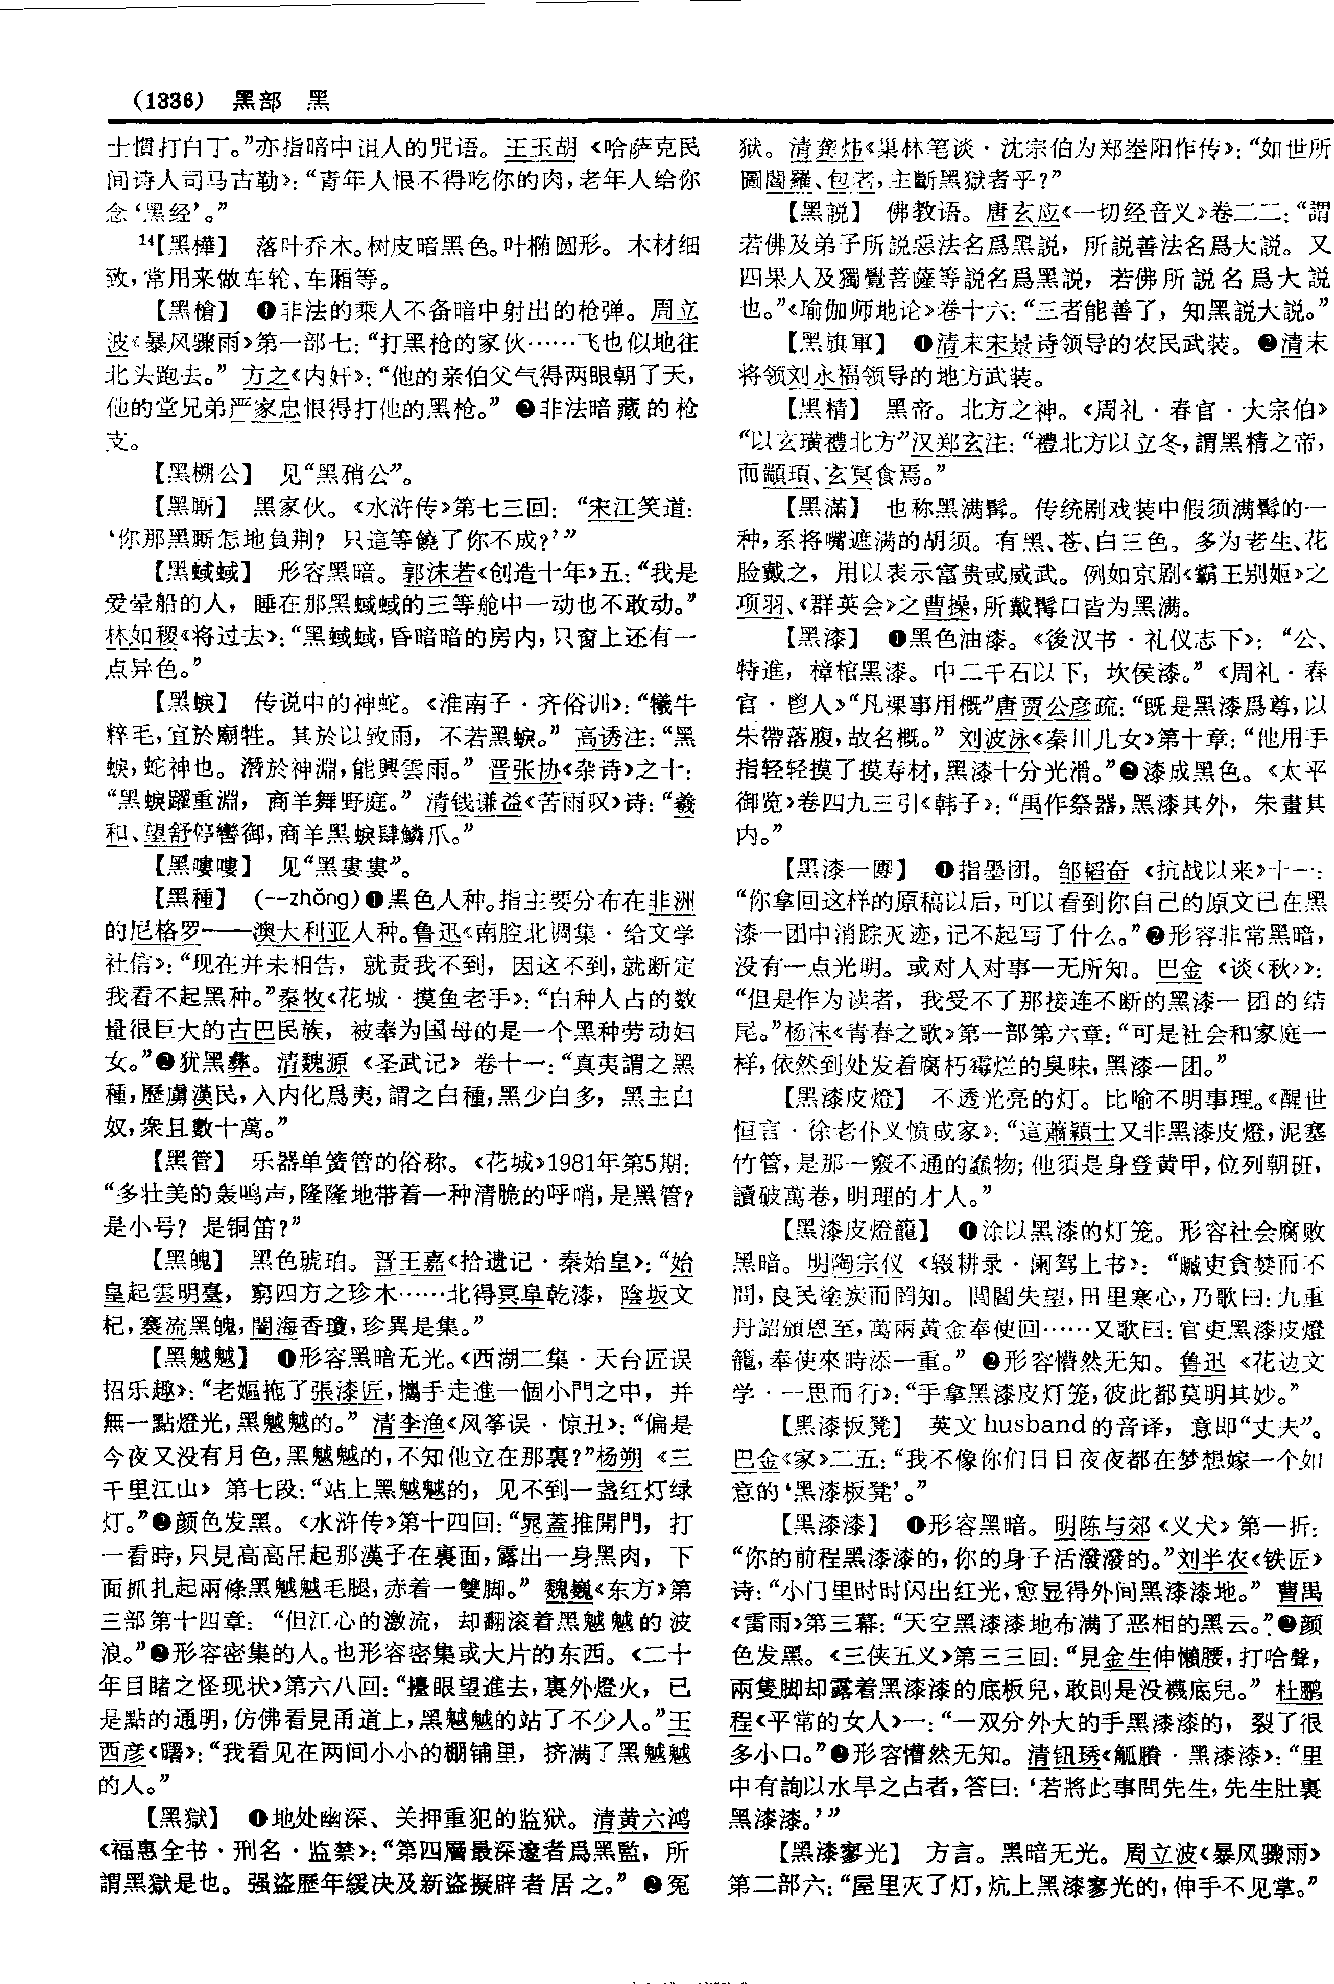 (1336) 黑部 黑
士慣打白丁。”亦指暗中诅人的咒语。王玉胡《哈萨克民
间诗人司马古勒》：“青年人恨不得吃你的肉，老年人给你
念‘黑经’。”
14【黑樺】 落叶乔木。树皮暗黑色。叶椭圆形。木材细
致，常用来做车轮、车厢等。
【黑槍】 ❶非法的乘人不备暗中射出的枪弹。周立
波《暴风骤雨》第一部七：“打黑枪的家伙……飞也似地往
北头跑去。” 方之《内奸》：“他的亲伯父气得两眼朝了天，
他的堂兄弟严家忠恨得打他的黑枪。” ❷非法暗藏的枪
支。
【黑棚公】 见“黑稍公”。
【黑厮】 黑家伙。《水浒传》第七三回：“宋江笑道：
‘你那黑厮怎地負荆？只這等饒了你不成？’”
【黑蜮蜮】 形容黑暗。郭沫若《创造十年》五：“我是
爱晕船的人，睡在那黑蜮蜮的三等舱中一动也不敢动。”
林如稷《将过去》：“黑蜮蜮，昏暗暗的房内，只窗上还有一
点异色。”
【黑蜧】 传说中的神蛇。《淮南子·齐俗训》：“犧牛
粹毛，宜於廟牲。其於以致雨，不若黑蜧。” 高诱注：“黑
蜧，蛇神也。潛於神淵，能興雲雨。” 晋张协《杂诗》之十：
“黑蜧躍重淵，商羊舞野庭。” 清钱谦益《苦雨叹》诗：“羲
和、望舒停轡御，商羊黑蜧肆鱗爪。”
【黑嘍嘍】 见“黑婁婁”。
【黑種】 (--zhǒng)❶黑色人种。指主要分布在非洲
的尼格罗——澳大利亚人种。鲁迅《南腔北调集·给文学
社信》：“现在并未相告，就责我不到，因这不到，就断定
我看不起黑种。”秦牧《花城·摸鱼老手》：“白种人占的数
量很巨大的古巴民族，被奉为国母的是一个黑种劳动妇
女。”❷犹黑彝。清魏源《圣武记》卷十一：“真夷謂之黑
種，歷虜漢民，入内化爲夷，謂之白種，黑少白多，黑主白
奴，衆且數十萬。”
【黑管】 乐器单簧管的俗称。《花城》1981年第5期：
“多壮美的轰鸣声，隆隆地带着一种清脆的呼哨，是黑管？
是小号？是铜笛？”
【黑魄】 黑色琥珀。晋王嘉《拾遗记·秦始皇》：“始
皇起雲明臺，窮四方之珍木……北得冥阜乾漆，陰坂文
杞，褰流黑魄，闇海香瓊，珍異是集。”
【黑魆魆】 ❶形容黑暗无光。《西湖二集·天台匠误
招乐趣》：“老嫗拖了張漆匠，攜手走進一個小門之中，并
無一點燈光，黑魆魆的。” 清李渔《风筝误·惊丑》：“偏是
今夜又没有月色，黑魆魆的，不知他立在那裏？”杨朔《三
千里江山》第七段：“站上黑魆魆的，见不到一盏红灯绿
灯。”❷颜色发黑。《水浒传》第十四回：“晁蓋推開門，打
一看時，只見高高吊起那漢子在裏面，露出一身黑肉，下
面抓扎起兩條黑魆魆毛腿，赤着一雙脚。” 魏巍《东方》第
三部第十四章：“但江心的激流，却翻滚着黑魆魆的波
浪。”❸形容密集的人。也形容密集或大片的东西。《二十
年目睹之怪现状》第六八回：“擡眼望進去，裏外燈火，已
是點的通明，仿佛看見甬道上，黑魆魆的站了不少人。”王
西彦《曙》：“我看见在两间小小的棚铺里，挤满了黑魆魆
的人。”
【黑獄】 ❶地处幽深、关押重犯的监狱。清黄六鸿
《福惠全书·刑名·监禁》：“第四層最深邃者爲黑監，所
謂黑獄是也。强盗歷年緩决及新盗擬辟者居之。” ❷冤
狱。清龚炜《巢林笔谈·沈宗伯为郑崟阳作传》：“如世所
圖閻羅、包老，主斷黑獄者乎？”
【黑説】 佛教语。唐玄应《一切经音义》卷二二：“謂
若佛及弟子所説惡法名爲黑説，所説善法名爲大説。又
四果人及獨覺菩薩等説名爲黑説，若佛所説名爲大説
也。”《瑜伽师地论》卷十六：“三者能善了，知黑説大説。”
【黑旗軍】 ❶清末宋景诗领导的农民武装。❷清末
将领刘永福领导的地方武装。
【黑精】 黑帝。北方之神。《周礼·春官·大宗伯》
“以玄璜禮北方”汉郑玄注：“禮北方以立冬，謂黑精之帝，
而顓頊、玄冥食焉。”
【黑滿】 也称黑满髯。传统剧戏装中假须满髯的一
种，系将嘴遮满的胡须。有黑、苍、白三色。多为老生、花
脸戴之，用以表示富贵或威武。例如京剧《霸王别姬》之
项羽、《群英会》之曹操，所戴髯口皆为黑满。
【黑漆】 ❶黑色油漆。《後汉书·礼仪志下》：“公、
特進，樟棺黑漆。中二千石以下，坎侯漆。” 《周礼·春
官·鬯人》“凡祼事用概”唐贾公彦疏：“既是黑漆爲尊，以
朱帶落腹，故名概。” 刘波泳《秦川儿女》第十章：“他用手
指轻轻摸了摸寿材，黑漆十分光滑。”❷漆成黑色。《太平
御览》卷四九三引《韩子》：“禹作祭器，黑漆其外，朱畫其
内。”
【黑漆一團】 ❶指墨团。邹韬奋《抗战以来》十一：
“你拿回这样的原稿以后，可以看到你自己的原文已在黑
漆一团中消踪灭迹，记不起写了什么。”❷形容非常黑暗，
没有一点光明。或对人对事一无所知。巴金《谈〈秋〉》：
“但是作为读者，我受不了那接连不断的黑漆一团的结
尾。”杨沫《青春之歌》第一部第六章：“可是社会和家庭一
样，依然到处发着腐朽霉烂的臭味，黑漆一团。”
【黑漆皮燈】 不透光亮的灯。比喻不明事理。《醒世
恒言·徐老仆义愤成家》：“這蕭穎士又非黑漆皮燈，泥塞
竹管，是那一竅不通的蠢物；他須是身登黄甲，位列朝班，
讀破萬卷，明理的才人。”
【黑漆皮燈籠】 ❶涂以黑漆的灯笼。形容社会腐败
黑暗。明陶宗仪《辍耕录·阑驾上书》：“贓吏貪婪而不
問，良民塗炭而罔知。閭閻失望，田里寒心，乃歌曰：九重
丹詔頒恩至，萬兩黄金奉使回……又歌曰：官吏黑漆皮燈
籠，奉使來時添一重。” ❷形容懵然无知。鲁迅《花边文
学·一思而行》：“手拿黑漆皮灯笼，彼此都莫明其妙。”
【黑漆板凳】 英文husband的音译，意即“丈夫”。
巴金《家》二五：“我不像你们日日夜夜都在梦想嫁一个如
意的‘黑漆板凳’。”
【黑漆漆】 ❶形容黑暗。明陈与郊《义犬》第一折：
“你的前程黑漆漆的，你的身子活潑潑的。”刘半农《铁匠》
诗：“小门里时时闪出红光，愈显得外间黑漆漆地。” 曹禺
《雷雨》第三幕：“天空黑漆漆地布满了恶相的黑云。”❷颜
色发黑。《三侠五义》第三三回：“見金生伸懶腰，打哈聲，
兩隻脚却露着黑漆漆的底板兒，敢則是没襪底兒。” 杜鹏
程《平常的女人》一：“一双分外大的手黑漆漆的，裂了很
多小口。”❸形容懵然无知。清钮琇《觚賸·黑漆漆》：“里
中有詢以水旱之占者，答曰：‘若將此事問先生，先生肚裏
黑漆漆。’”
【黑漆寥光】 方言。黑暗无光。周立波《暴风骤雨》
第二部六：“屋里灭了灯，炕上黑漆寥光的，伸手不见掌。”